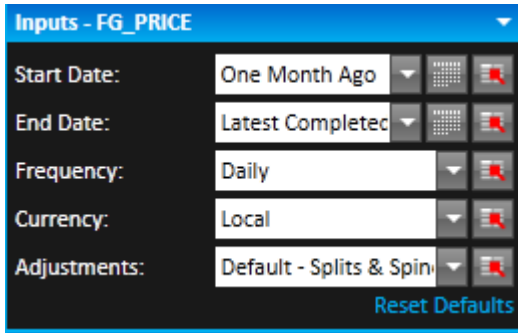 Inputs - FG_PRICE
Start Date: One Month Ago
End Date: Latest Completed
Frequency: Daily
Currency: Local
Adjustments: Default - Splits & Spin
Reset Defaults